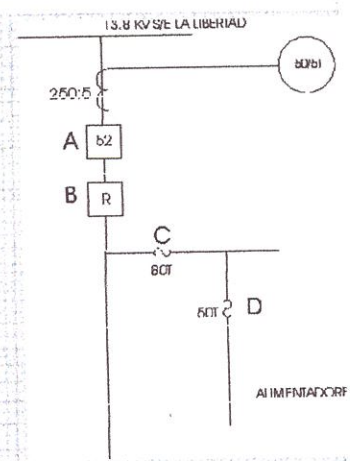 13.8 KV S/E LA LIBERTAD
50/51
250:5
A
52
B
R
C
80T
50T
D
ALIMENTADORE